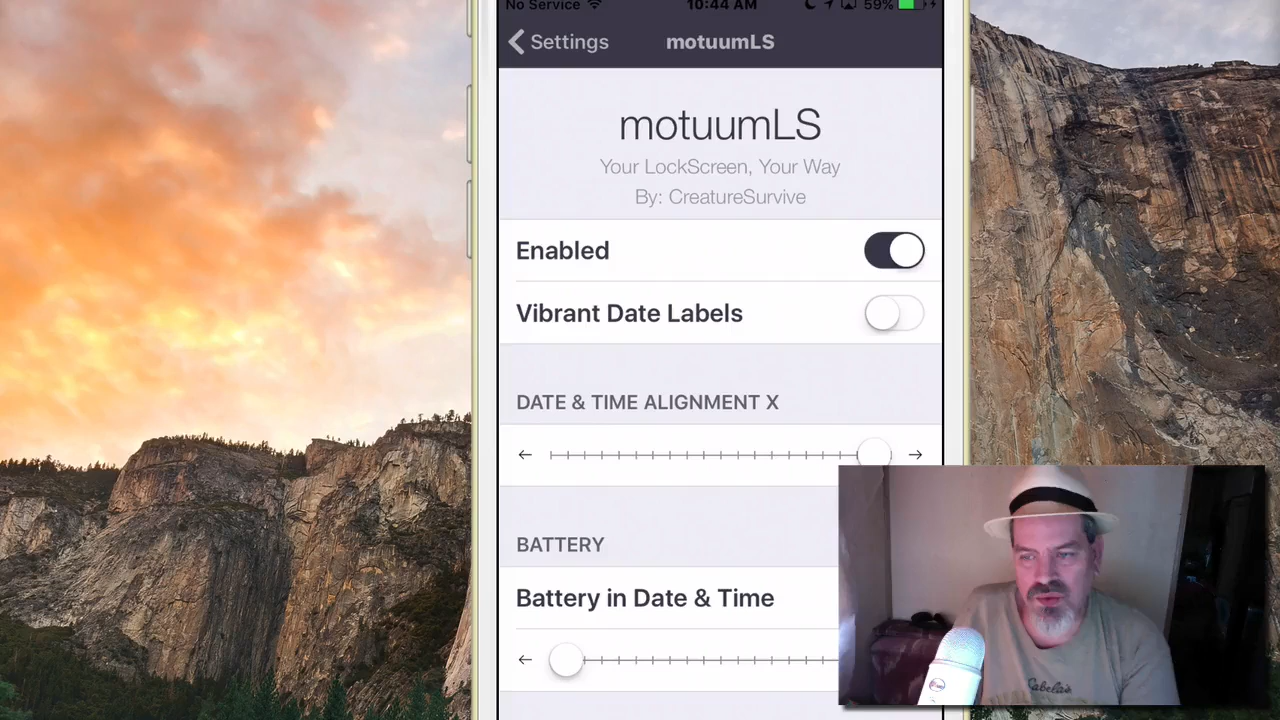 No Service 10:44 AM 59%
Settings motuumLS
motuumLS
Your LockScreen, Your Way
By: CreatureSurvive
Enabled
Vibrant Date Labels
DATE & TIME ALIGNMENT X
BATTERY
Battery in Date & Time
Cabela's